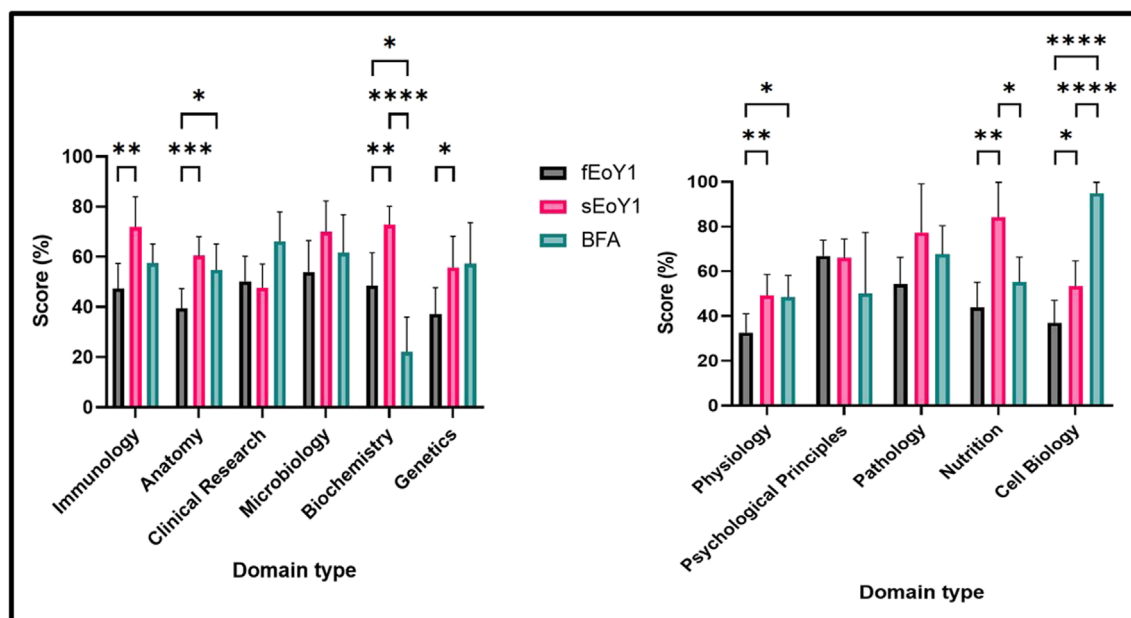 *
****
*
***
**
**
*
100
80
60
40
20
0
Score (%)
Immunology
Anatomy
Clinical Research
Microbiology
Biochemistry
Genetics
Domain type
fEoY1
sEoY1
BFA
****
*
*
****
**
**
*
100
80
60
40
20
0
Score (%)
Physiology
Psychological Principles
Pathology
Nutrition
Cell Biology
Domain type